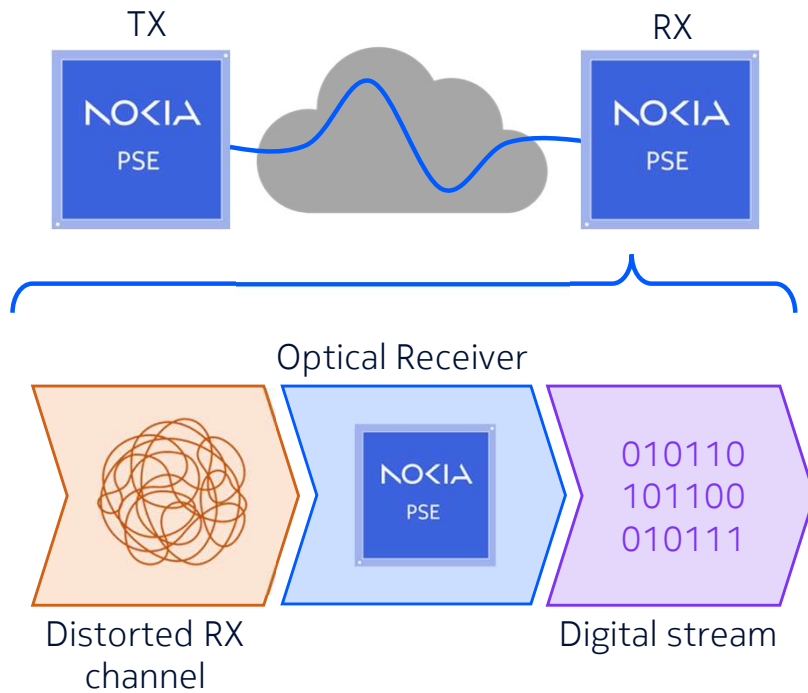 TX
RX
NOKIA
PSE
NOKIA
PSE
Optical Receiver
NOKIA
PSE
010110
101100
010111
Distorted RX
channel
Digital stream